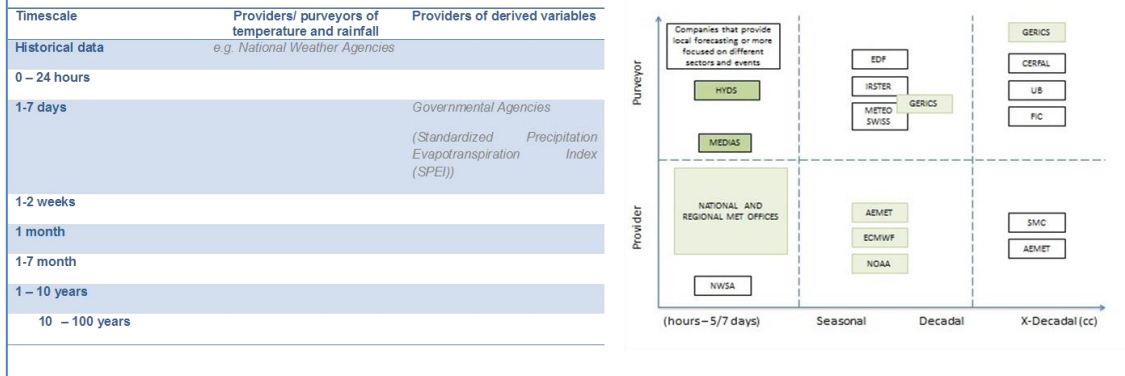 Timescale
Providers/ purveyors of
temperature and rainfall
Providers of derived variables
Historical data
e.g. National Weather Agencies
0 – 24 hours
1-7 days
Governmental Agencies
(Standardized Precipitation
Evapotranspiration Index
(SPEI))
1-2 weeks
1 month
1-7 month
1 – 10 years
10 – 100 years
Purveyor
Provider
Companies that provide
local forecasting or more
focused on different
sectors and events
HYDS
MEDIAS
EDF
IRSTER
METEO
SWISS
GERICS
GERICS
CERFAL
UB
FIC
NATIONAL AND
REGIONAL MET OFFICES
NWSA
AEMET
ECMWF
NOAA
SMC
AEMET
(hours – 5/7 days)
Seasonal
Decadal
X-Decadal (cc)